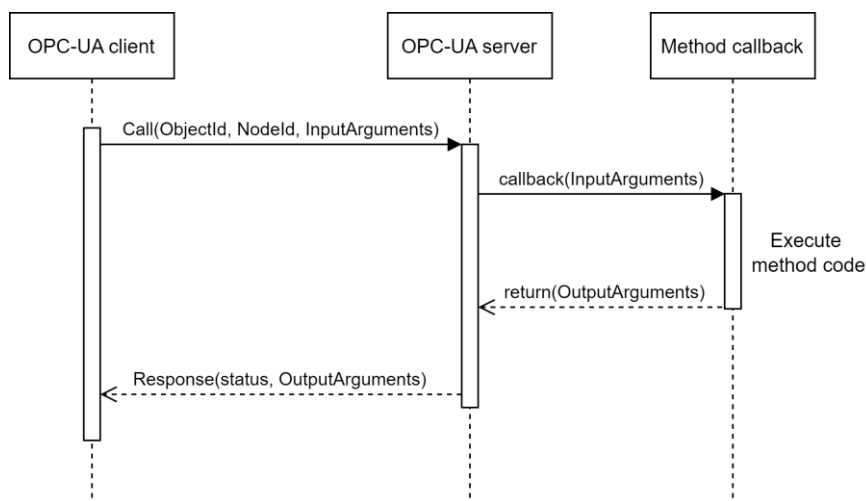 OPC-UA client
OPC-UA server
Method callback
Call(ObjectId, NodeId, InputArguments)
callback(InputArguments)
Execute
method code
return(OutputArguments)
Response(status, OutputArguments)